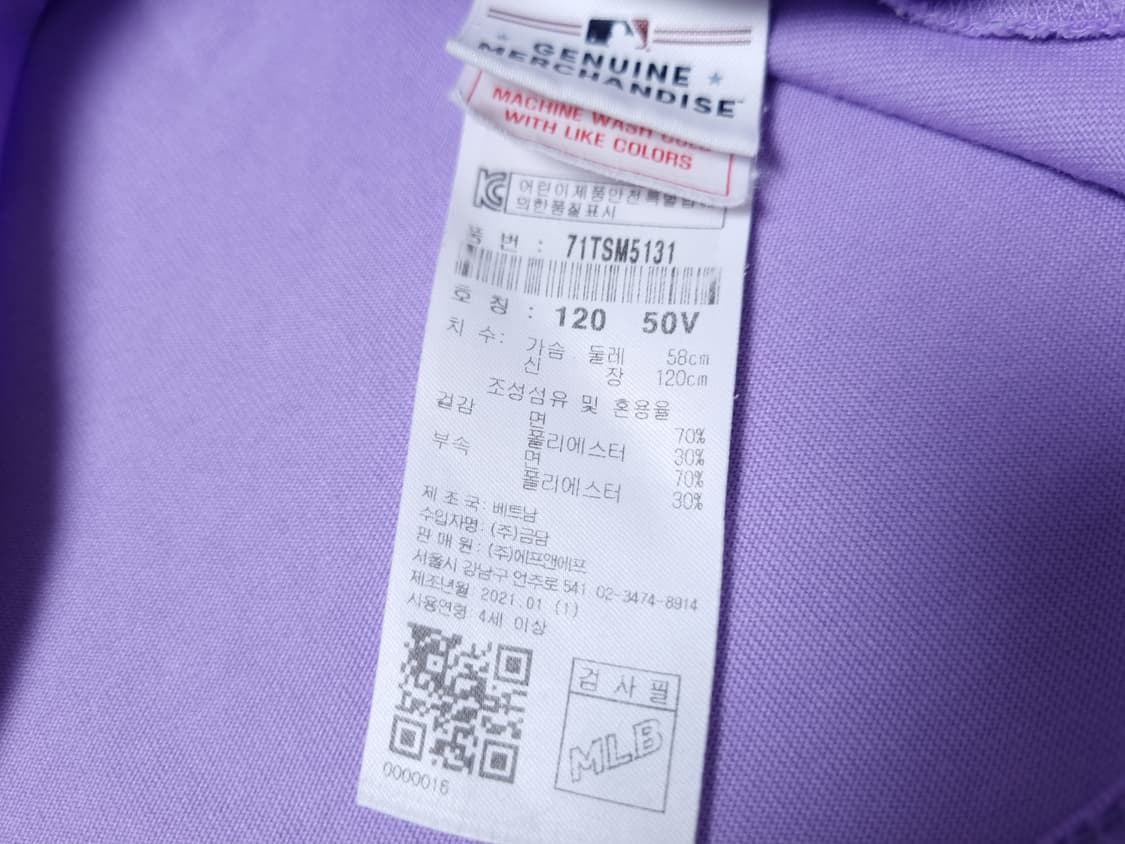 GENUINE
MERCHANDISE
MACHINE WASH COLD
WITH LIKE COLORS
어린이제품안전특별법에
의한품질표시
품 번 : 71TSM5131
호 칭 : 120 50V
치 수: 가슴 둘레 58cm
신 장 120cm
조성섬유 및 혼용율
겉감 면 70%
폴리에스터 30%
부속 면 70%
폴리에스터 30%
제 조 국: 베트남
수입자명: (주)금담
판 매 원: (주)에프앤에프
서울시 강남구 언주로 541 02-3474-8914
제조년월: 2021.01 (1)
사용연령: 4세 이상
검 사 필
MLB
0000016